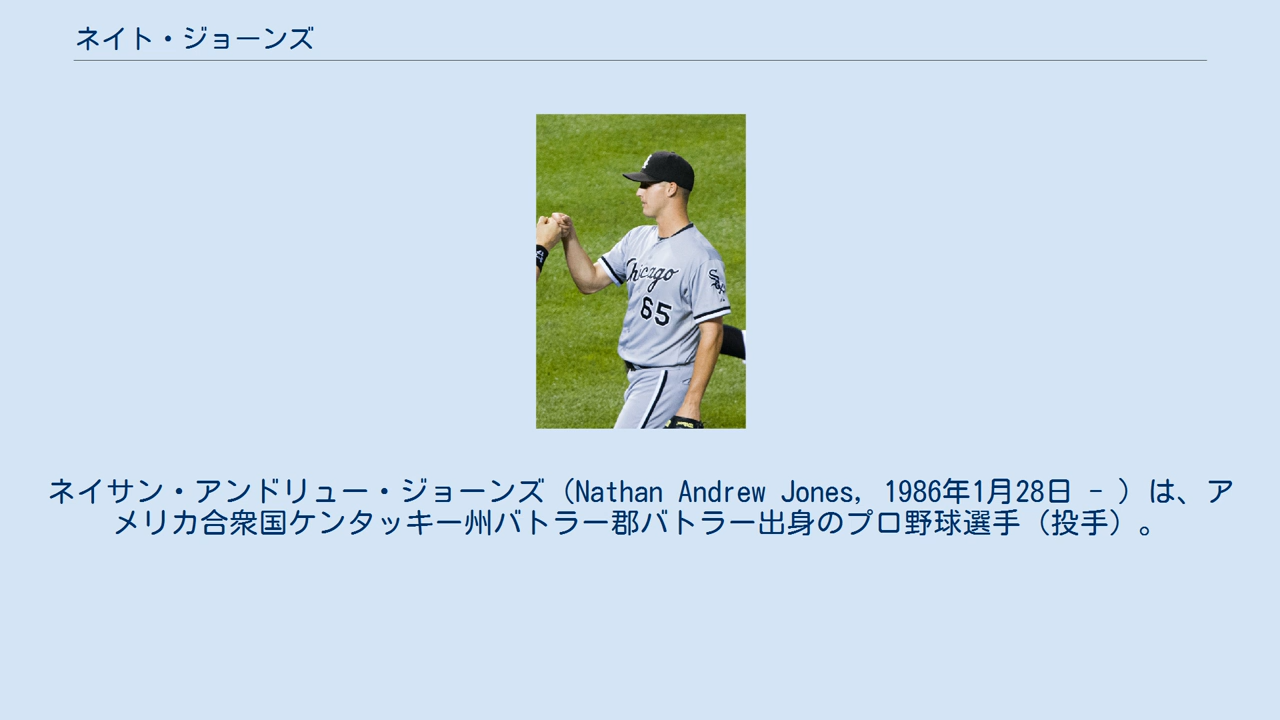 ネイト・ジョーンズ
Chicago
Sox
65
ネイサン・アンドリュー・ジョーンズ（Nathan Andrew Jones, 1986年1月28日 - ）は、ア
メリカ合衆国ケンタッキー州バトラー郡バトラー出身のプロ野球選手（投手）。